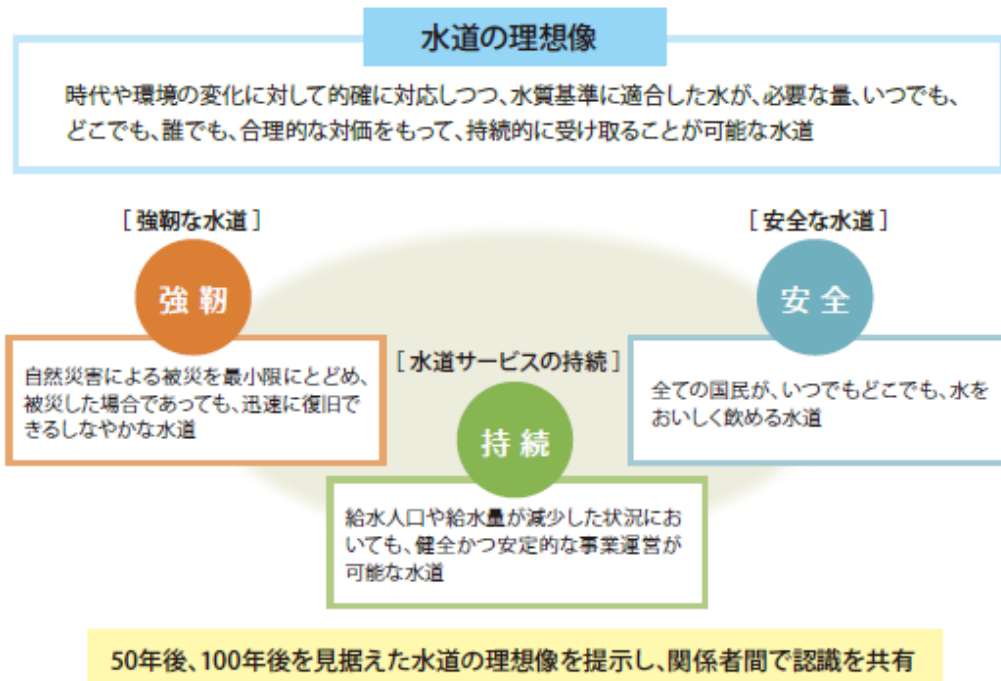 水道の理想像
時代や環境の変化に対して的確に対応しつつ、水質基準に適合した水が、必要な量、いつでも、
どこでも、誰でも、合理的な対価をもって、持続的に受け取ることが可能な水道
[ 強靭な水道 ]
強靭
自然災害による被災を最小限にとどめ、
被災した場合であっても、迅速に復旧で
きるしなやかな水道
[ 安全な水道 ]
安全
全ての国民が、いつでもどこでも、水を
おいしく飲める水道
[ 水道サービスの持続 ]
持続
給水人口や給水量が減少した状況にお
いても、健全かつ安定的な事業運営が
可能な水道
50年後、100年後を見据えた水道の理想像を提示し、関係者間で認識を共有